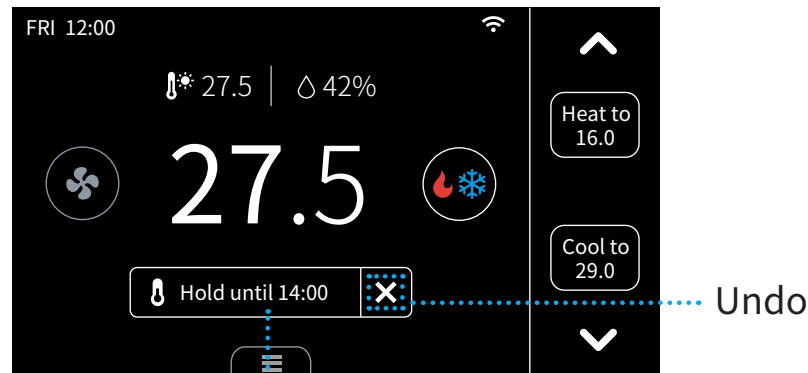 FRI 12:00
27.5
42%
27.5
Heat to
16.0
Cool to
29.0
Hold until 14:00
Undo